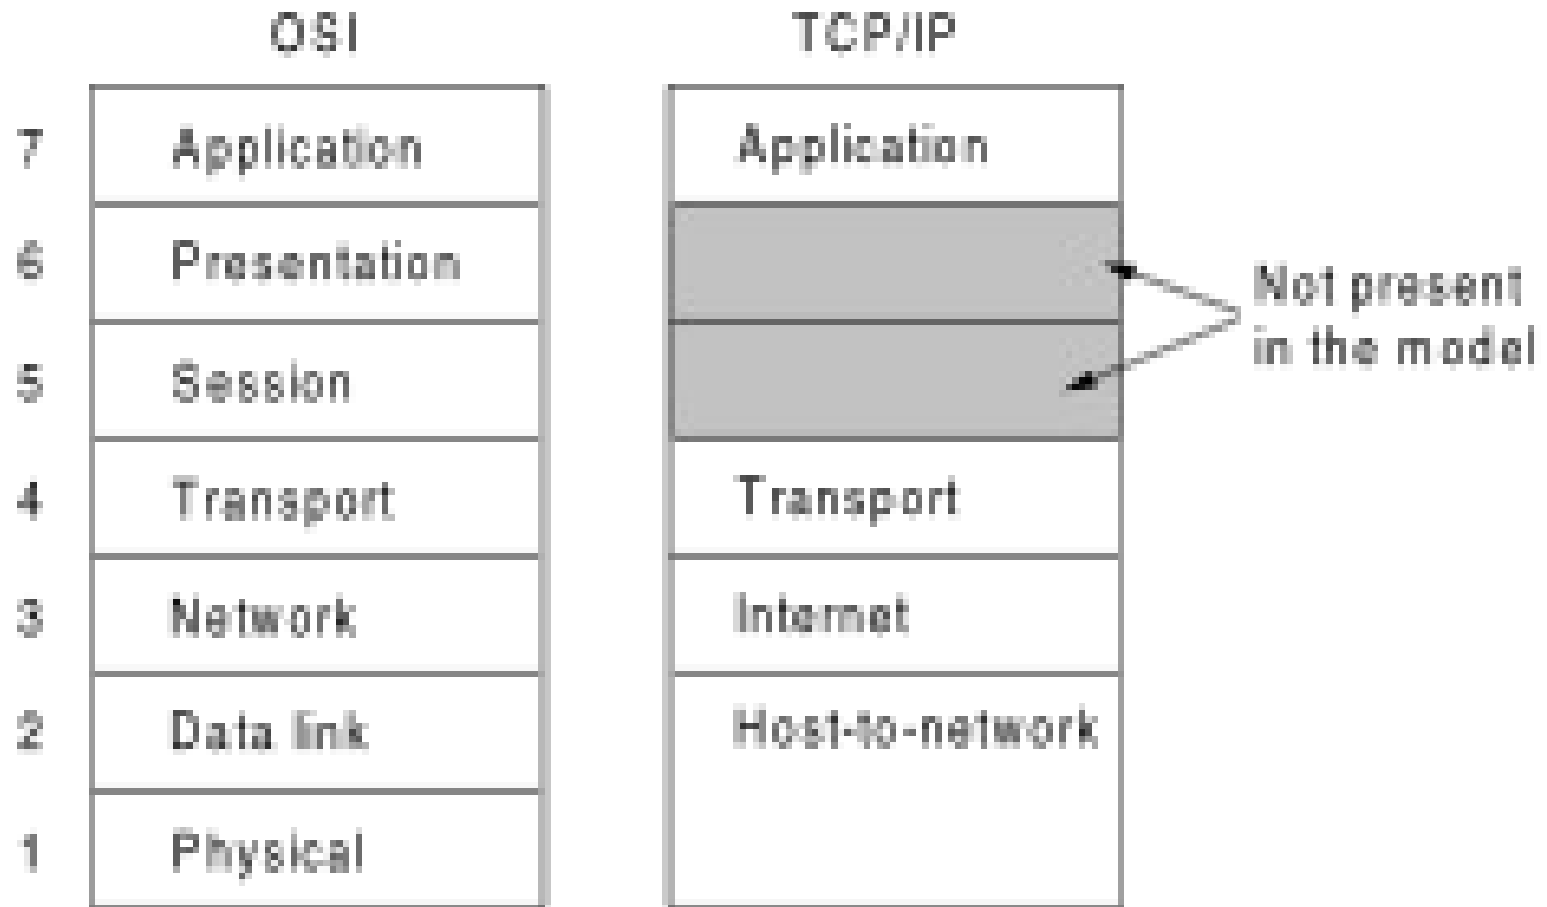 OSI TCP/IP
7 Application Application
6 Presentation
Not present
in the model
5 Session
4 Transport Transport
3 Network Internet
2 Data link Host-to-network
1 Physical